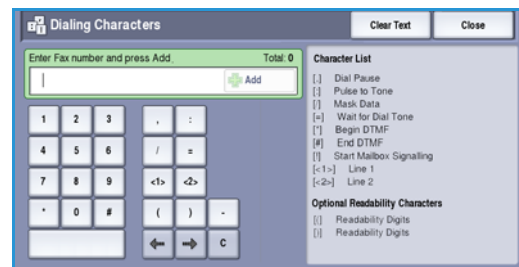 Dialing Characters
Clear Text
Close
Enter Fax number and press Add.
Total: 0
Add
1 2 3 , :
4 5 6 / =
7 8 9 <1> <2>
* 0 # ( ) -
C
Character List
[,] Dial Pause
[:] Pulse to Tone
[/] Mask Data
[=] Wait for Dial Tone
[*] Begin DTMF
[#] End DTMF
[!] Start Mailbox Signalling
[<1>] Line 1
[<2>] Line 2
Optional Readability Characters
[(] Readability Digits
[)] Readability Digits